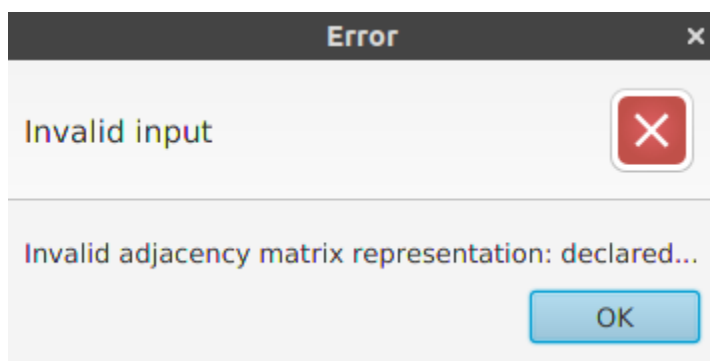 Error
Invalid input
Invalid adjacency matrix representation: declared...
OK